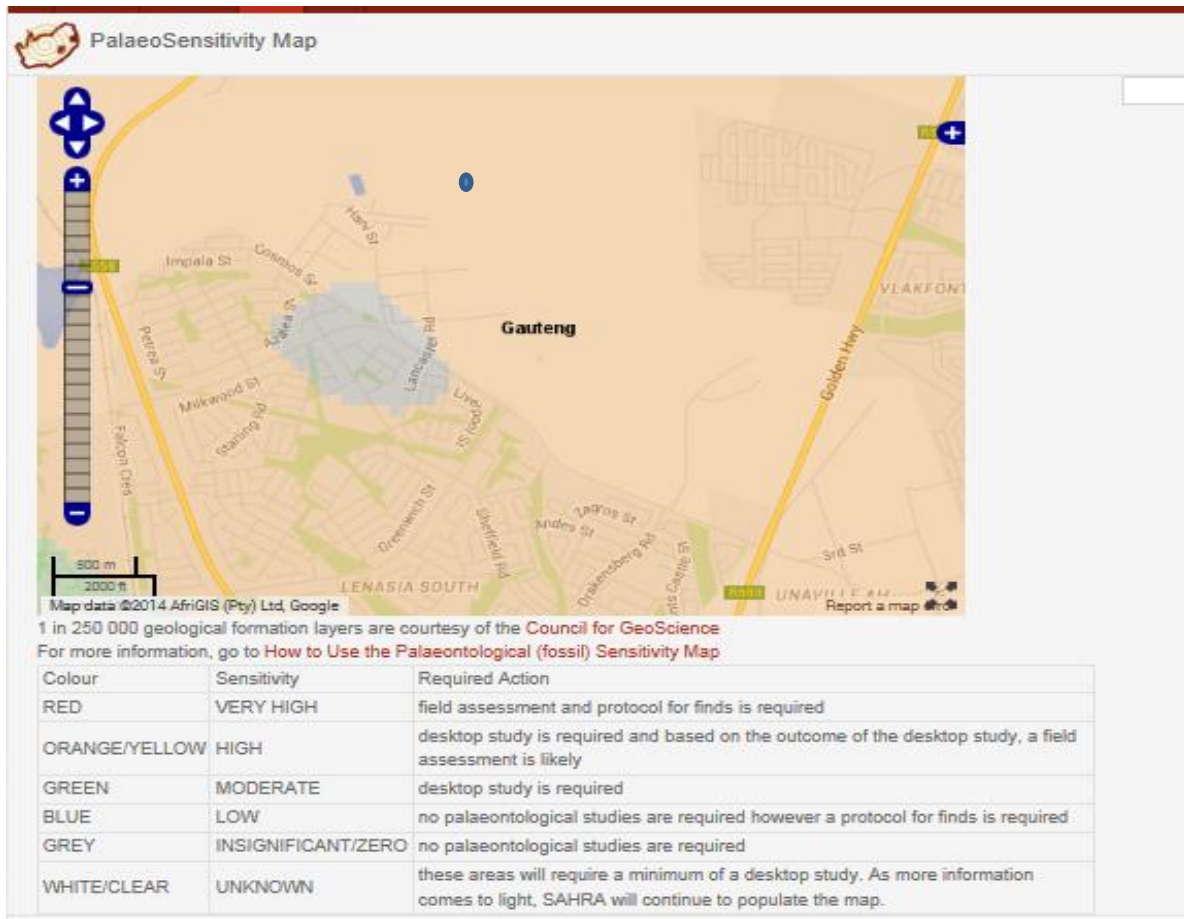 PalaeoSensitivity Map
Hani St
Impala St
Cosmos St
Azalea St
Petrea St
Lancaster Rd
Gauteng
VLAKFONT
Golden Hwy
Milkwood St
Starling Rd
Liverpool St
Falcon Cres
Greenwich St
Sheffield Rd
Zagros St
Andes St
Drakensberg Rd
nts Castle St
3rd St
500 m
2000 ft
LENASIA SOUTH
UNAVILLE AH
Map data ©2014 AfriGIS (Pty) Ltd, Google
Report a map error
1 in 250 000 geological formation layers are courtesy of the Council for GeoScience
For more information, go to How to Use the Palaeontological (fossil) Sensitivity Map
Colour Sensitivity Required Action
RED VERY HIGH field assessment and protocol for finds is required
ORANGE/YELLOW HIGH desktop study is required and based on the outcome of the desktop study, a field
assessment is likely
GREEN MODERATE desktop study is required
BLUE LOW no palaeontological studies are required however a protocol for finds is required
GREY INSIGNIFICANT/ZERO no palaeontological studies are required
WHITE/CLEAR UNKNOWN these areas will require a minimum of a desktop study. As more information
comes to light, SAHRA will continue to populate the map.